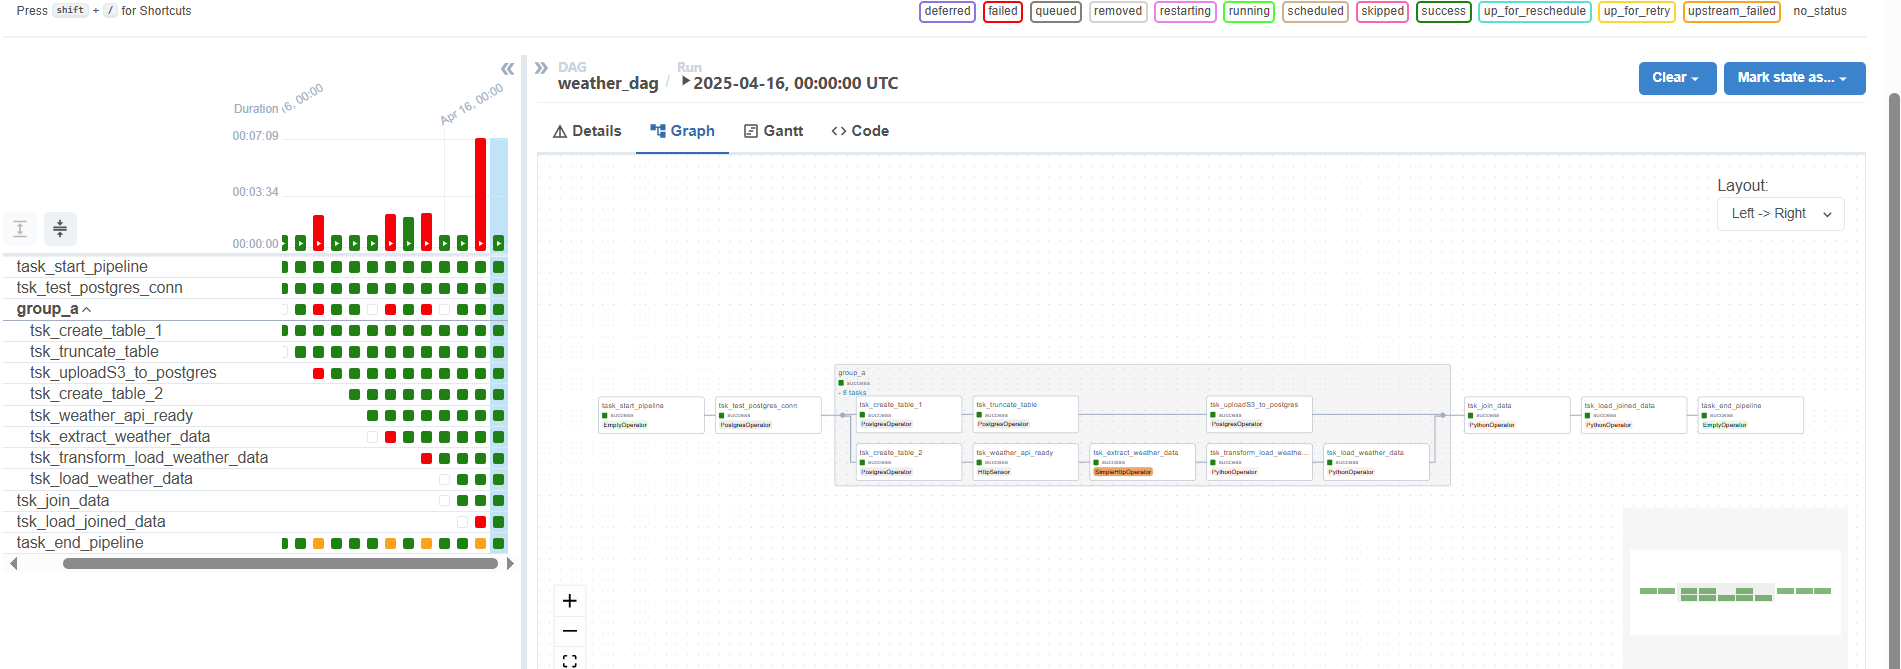 Press shift + / for Shortcuts
deferred failed queued removed restarting running scheduled skipped success up_for_reschedule up_for_retry upstream_failed no_status
Duration
6, 00:00
Apr 16, 00:00
00:07:09
00:03:34
00:00:00
task_start_pipeline
tsk_test_postgres_conn
group_a
tsk_create_table_1
tsk_truncate_table
tsk_uploadS3_to_postgres
tsk_create_table_2
tsk_weather_api_ready
tsk_extract_weather_data
tsk_transform_load_weather_data
tsk_load_weather_data
tsk_join_data
tsk_load_joined_data
task_end_pipeline
DAG
weather_dag
/
Run
2025-04-16, 00:00:00 UTC
Clear
Mark state as...
Details
Graph
Gantt
Code
Layout:
Left -> Right
task_start_pipeline
success
EmptyOperator
tsk_test_postgres_conn
success
PostgresOperator
group_a
success
- 8 tasks
tsk_create_table_1
success
PostgresOperator
tsk_truncate_table
success
PostgresOperator
tsk_uploadS3_to_postgres
success
PostgresOperator
tsk_create_table_2
success
PostgresOperator
tsk_weather_api_ready
success
HttpSensor
tsk_extract_weather_data
success
SimpleHttpOperator
tsk_transform_load_weathe...
success
PythonOperator
tsk_load_weather_data
success
PythonOperator
tsk_join_data
success
PythonOperator
tsk_load_joined_data
success
PythonOperator
task_end_pipeline
success
EmptyOperator